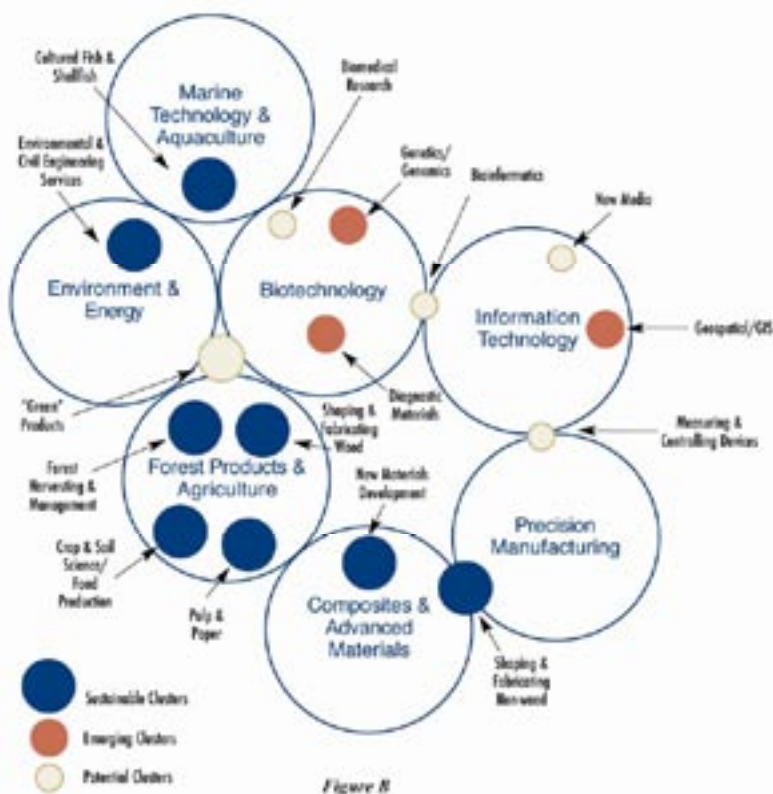 Cultured Fish &
Shellfish
Marine
Technology &
Aquaculture
Biomedical
Research
Environmental &
Civil Engineering
Services
Genetics/
Genomics
Bioinformatics
New Media
Environment &
Energy
Biotechnology
Information
Technology
Geospatial/GIS
"Green"
Products
Diagnostic
Materials
Shaping &
Fabricating
Wood
Measuring &
Controlling Devices
Forest
Harvesting &
Management
Forest Products &
Agriculture
New Materials
Development
Precision
Manufacturing
Crop & Soil
Science/
Food
Production
Pulp &
Paper
Composites &
Advanced
Materials
Shaping &
Fabricating
Non-wood
Sustainable Clusters
Emerging Clusters
Potential Clusters
Figure B